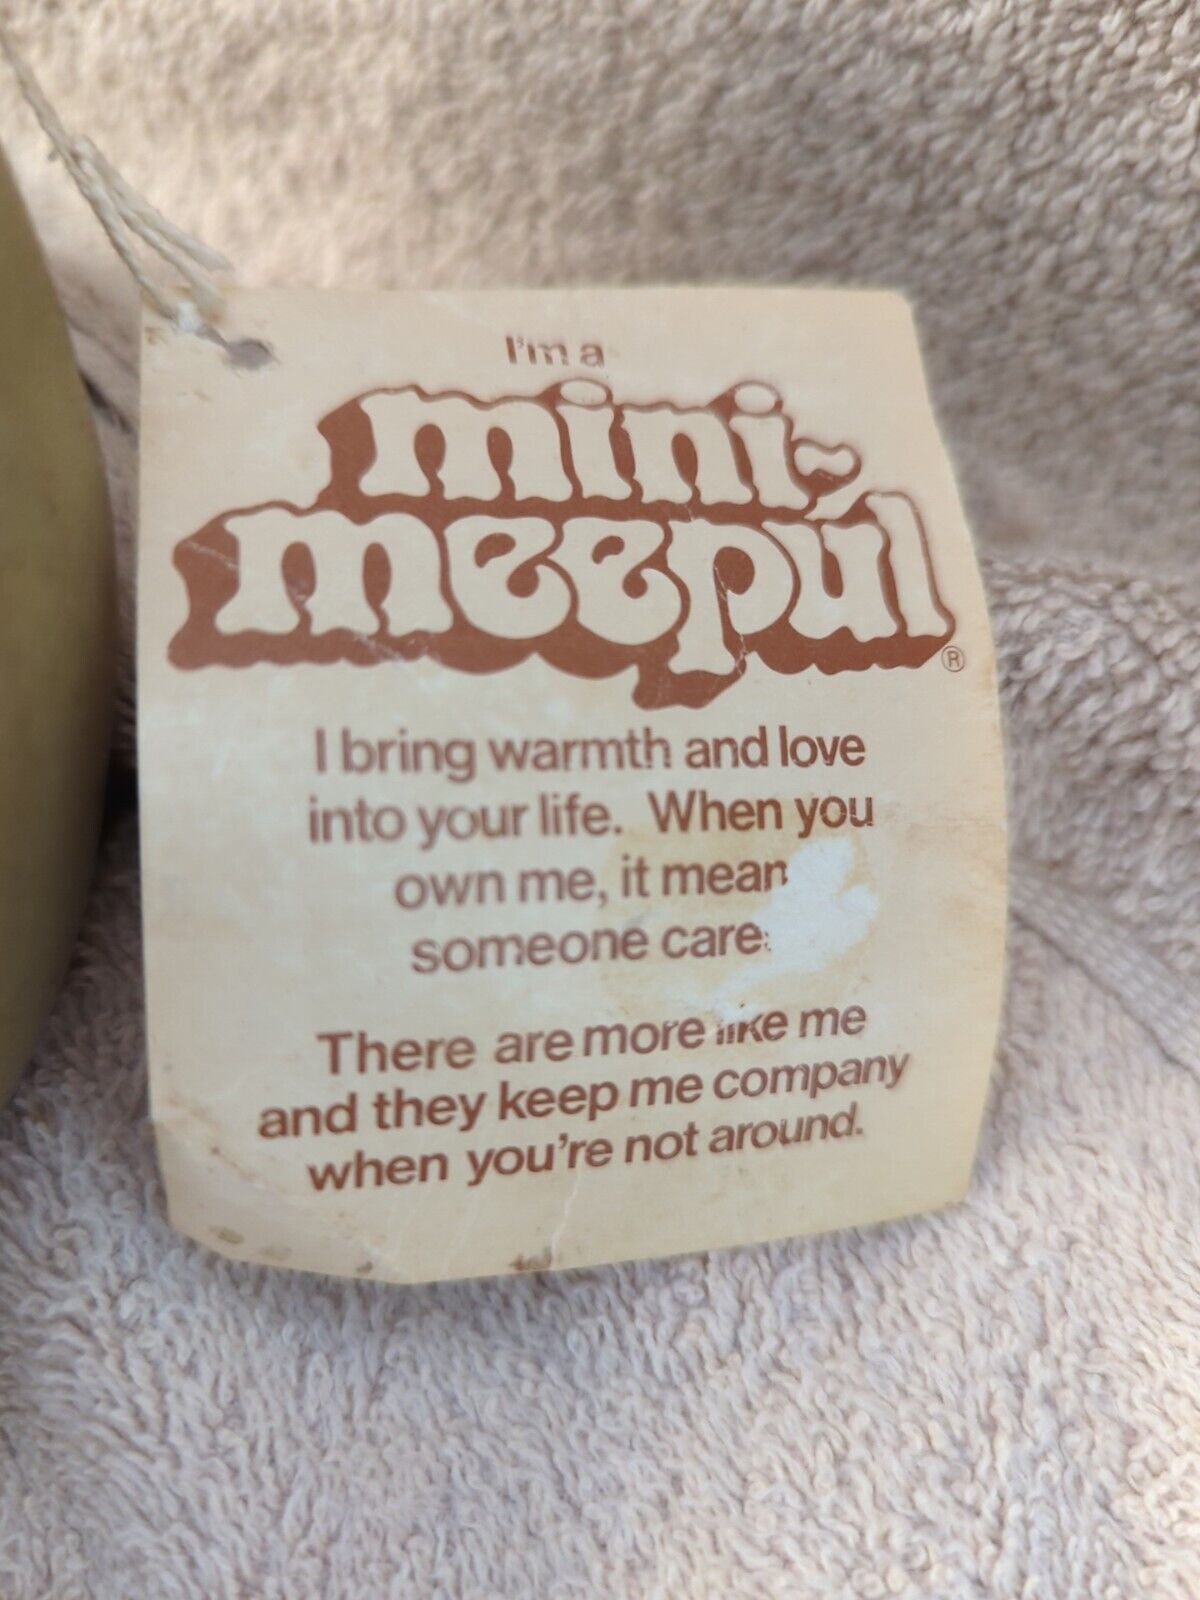 I'm a
mini-
meepul®
I bring warmth and love
into your life. When you
own me, it mean
someone care
There are more like me
and they keep me company
when you're not around.